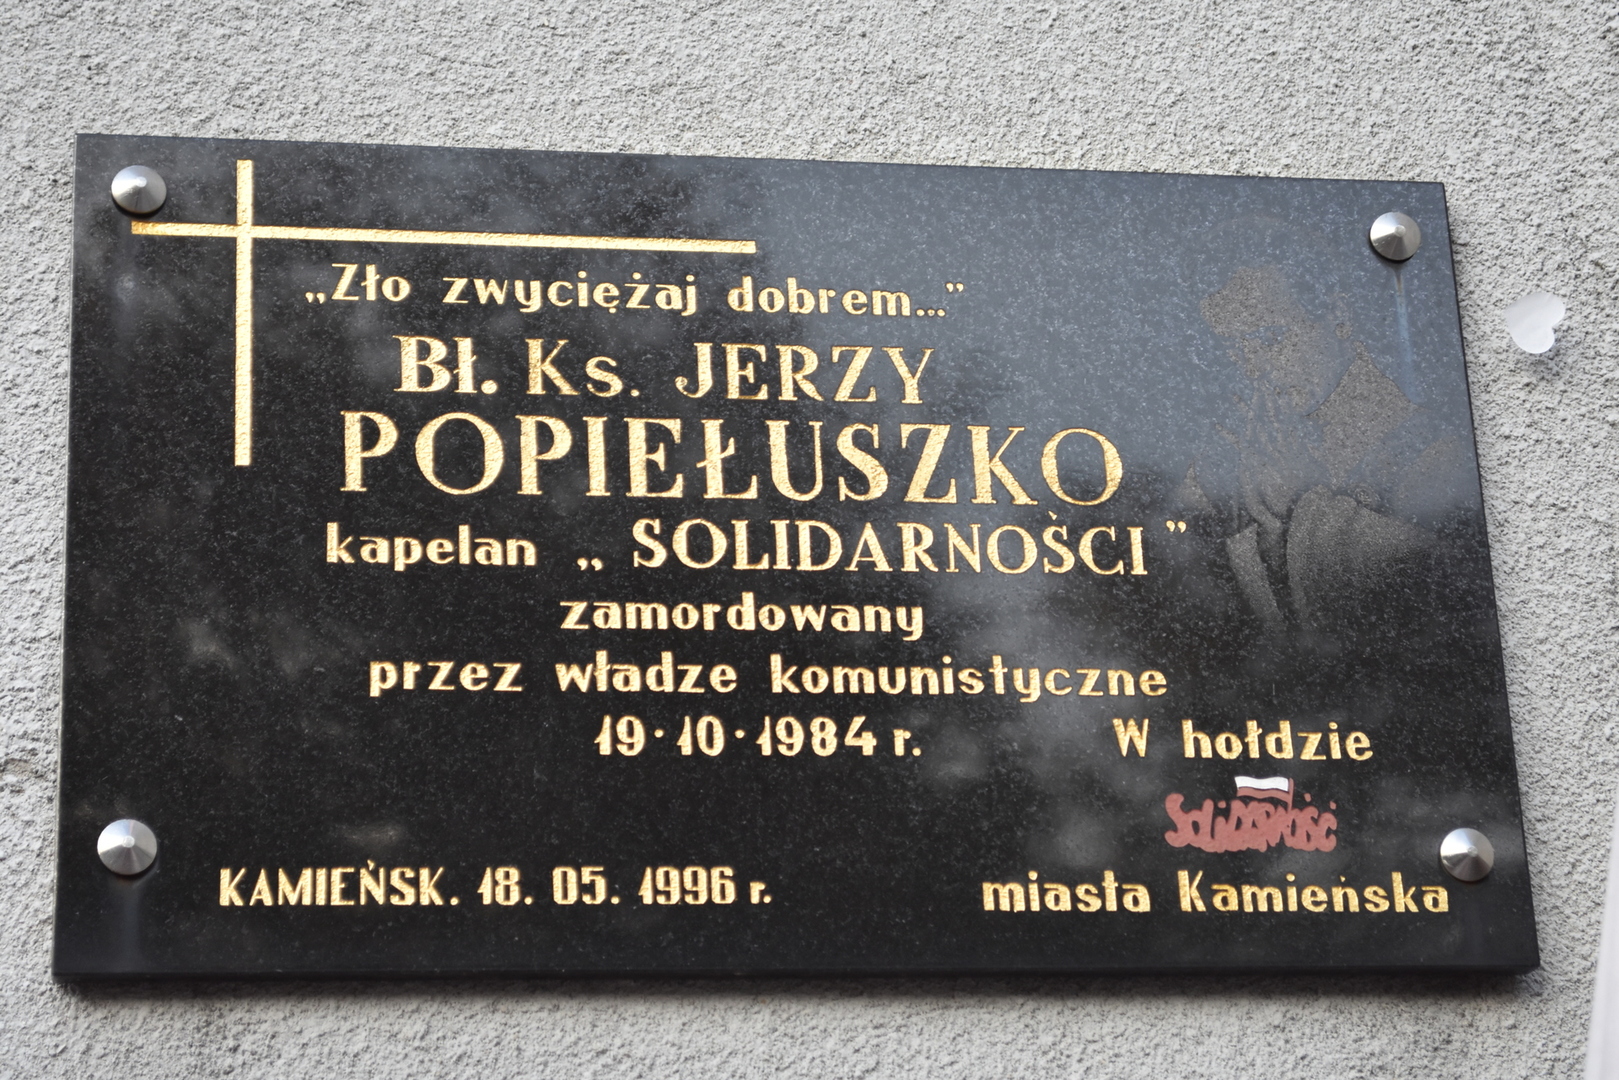 „Zło zwyciężaj dobrem..."
Bł. Ks. JERZY
POPIEŁUSZKO
kapelan „ SOLIDARNOŚCI "
zamordowany
przez władze komunistyczne
19·10·1984 r.
W hołdzie
Solidarność
KAMIEŃSK. 18. 05. 1996 r.
miasta Kamieńska